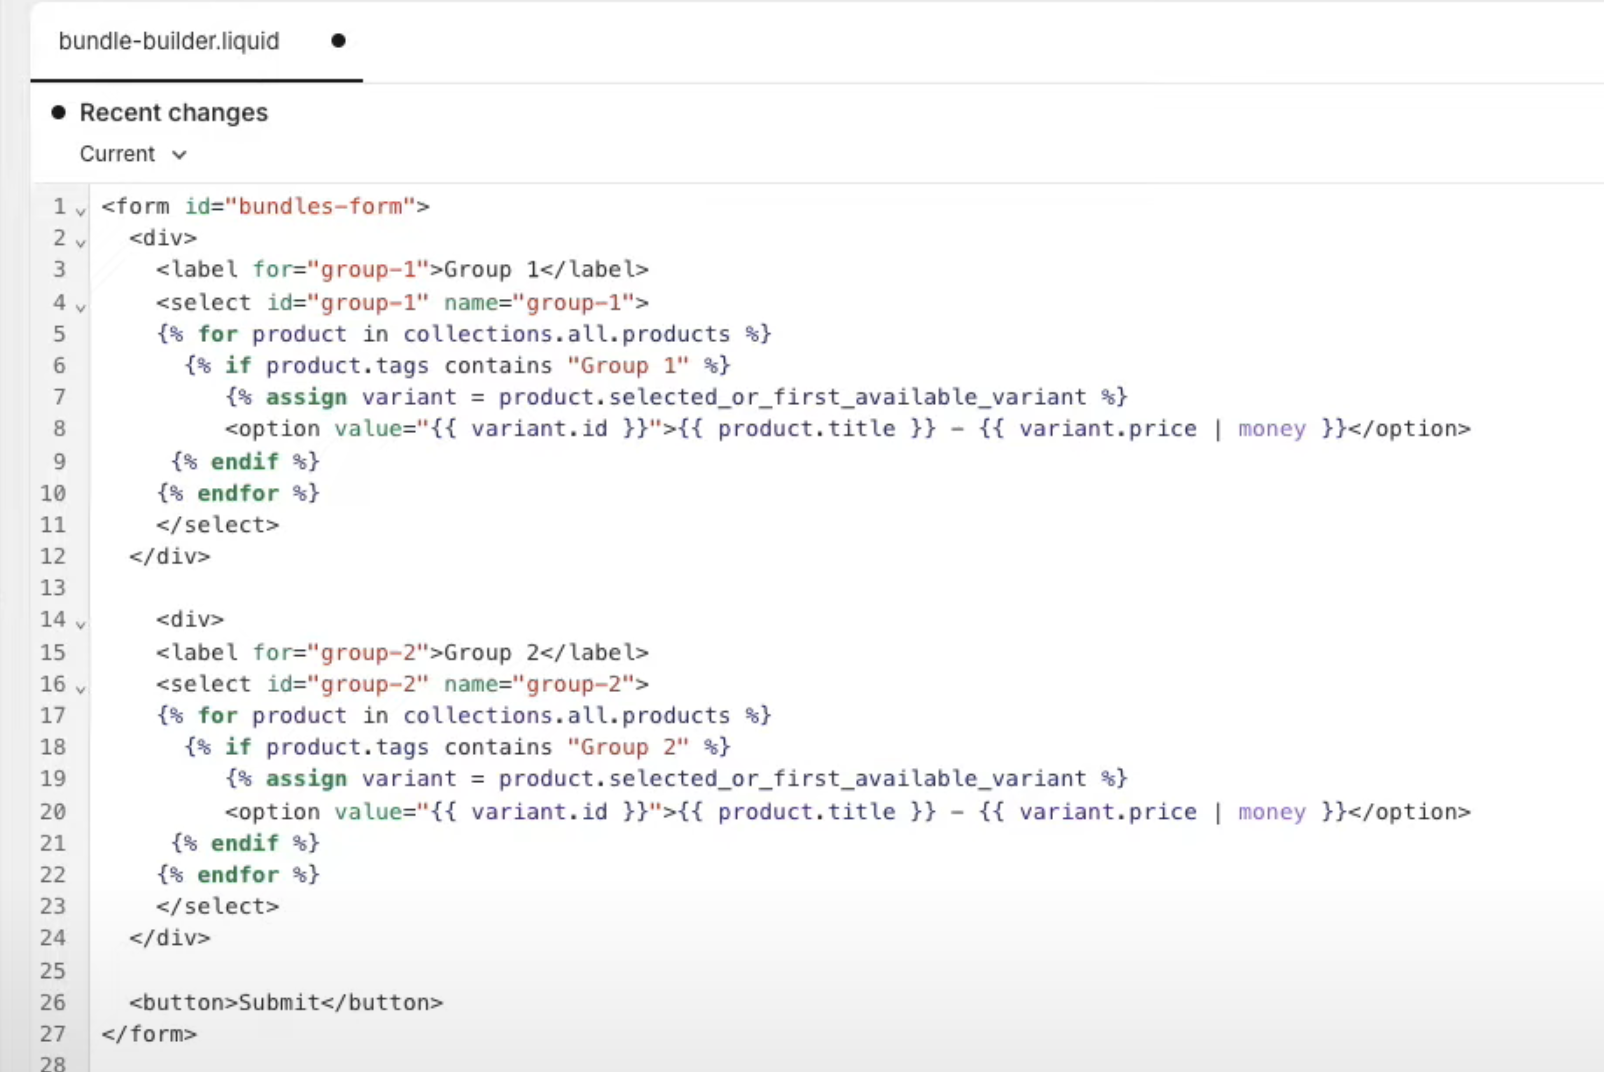 bundle-builder.liquid
Recent changes
Current
1 <form id="bundles-form">
2 <div>
3 <label for="group-1">Group 1</label>
4 <select id="group-1" name="group-1">
5 {% for product in collections.all.products %}
6 {% if product.tags contains "Group 1" %}
7 {% assign variant = product.selected_or_first_available_variant %}
8 <option value="{{ variant.id }}">{{ product.title }} - {{ variant.price | money }}</option>
9 {% endif %}
10 {% endfor %}
11 </select>
12 </div>
13
14 <div>
15 <label for="group-2">Group 2</label>
16 <select id="group-2" name="group-2">
17 {% for product in collections.all.products %}
18 {% if product.tags contains "Group 2" %}
19 {% assign variant = product.selected_or_first_available_variant %}
20 <option value="{{ variant.id }}">{{ product.title }} - {{ variant.price | money }}</option>
21 {% endif %}
22 {% endfor %}
23 </select>
24 </div>
25
26 <button>Submit</button>
27 </form>
28